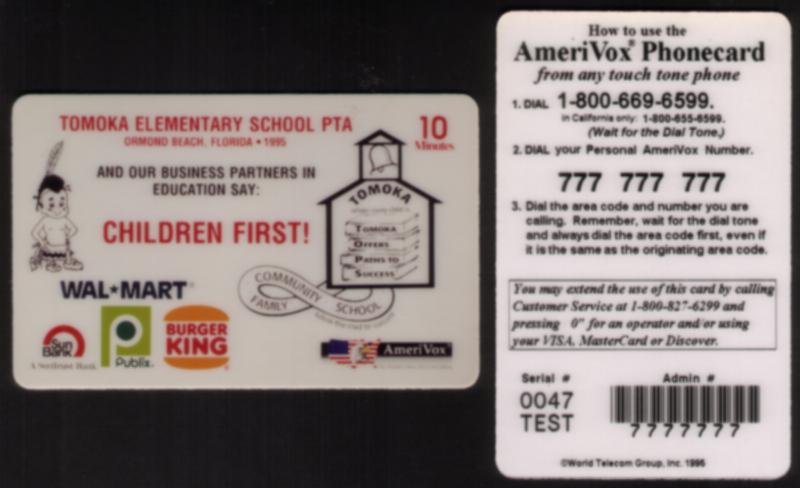 TOMOKA ELEMENTARY SCHOOL PTA
ORMOND BEACH, FLORIDA • 1995
10
Minutes
AND OUR BUSINESS PARTNERS IN
EDUCATION SAY:
CHILDREN FIRST!
TOMOKA
TOMOKA
OFFERS
PATHS TO
SUCCESS
COMMUNITY
FAMILY
SCHOOL
WAL★MART
Sun
Bank
A SunTrust Bank
Publix.
BURGER
KING
AmeriVox
How to use the
AmeriVox® Phonecard
from any touch tone phone
1. DIAL 1-800-669-6599.
in California only: 1-800-655-6599.
(Wait for the Dial Tone.)
2. DIAL your Personal AmeriVox Number.
777 777 777
3. Dial the area code and number you are
calling. Remember, wait for the dial tone
and always dial the area code first, even if
it is the same as the originating area code.
You may extend the use of this card by calling
Customer Service at 1-800-827-6299 and
pressing 0" for an operator and/or using
your VISA, MasterCard or Discover.
Serial #
0047
TEST
Admin #
7777777
©World Telecom Group, Inc. 1995